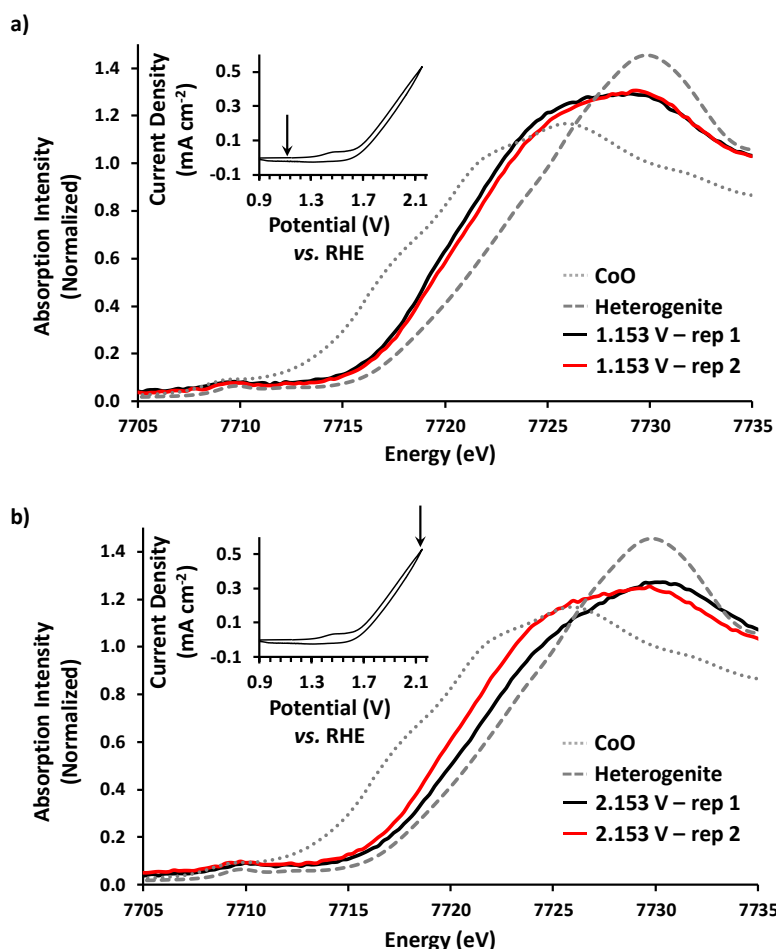 a)
Absorption Intensity
(Normalized)
1.4
1.2
1.0
0.8
0.6
0.4
0.2
0.0
Current Density
(mA cm-2)
0.5
0.3
0.1
-0.1
0.9 1.3 1.7 2.1
Potential (V)
vs. RHE
CoO
Heterogenite
1.153 V – rep 1
1.153 V – rep 2
7705 7710 7715 7720 7725 7730 7735
Energy (eV)
b)
Absorption Intensity
(Normalized)
1.4
1.2
1.0
0.8
0.6
0.4
0.2
0.0
Current Density
(mA cm-2)
0.5
0.3
0.1
-0.1
0.9 1.3 1.7 2.1
Potential (V)
vs. RHE
CoO
Heterogenite
2.153 V – rep 1
2.153 V – rep 2
7705 7710 7715 7720 7725 7730 7735
Energy (eV)